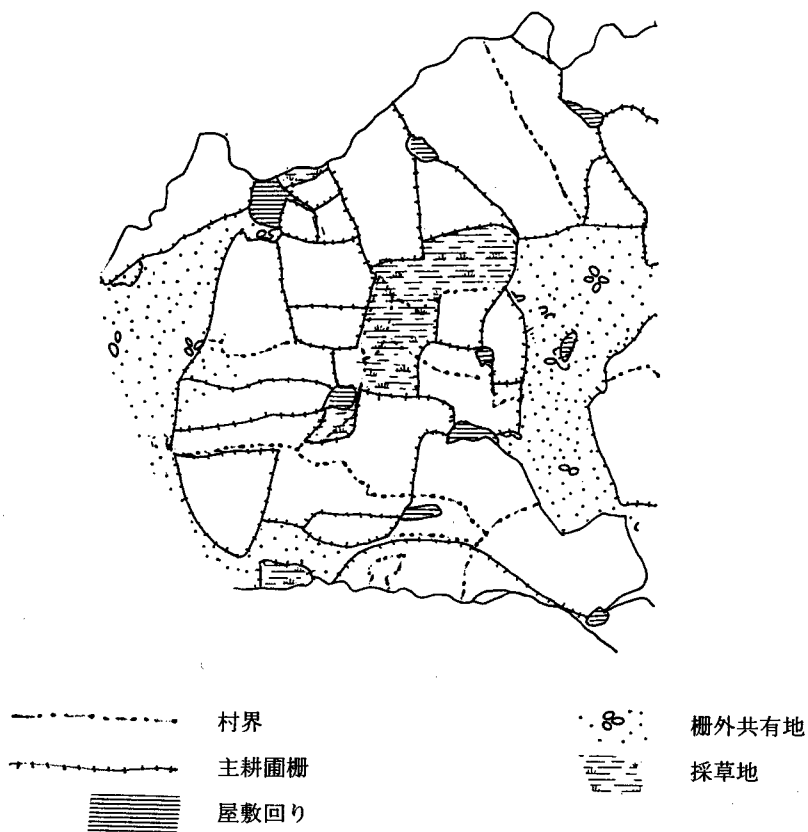 村界
主耕圃柵
屋敷回り
柵外共有地
採草地